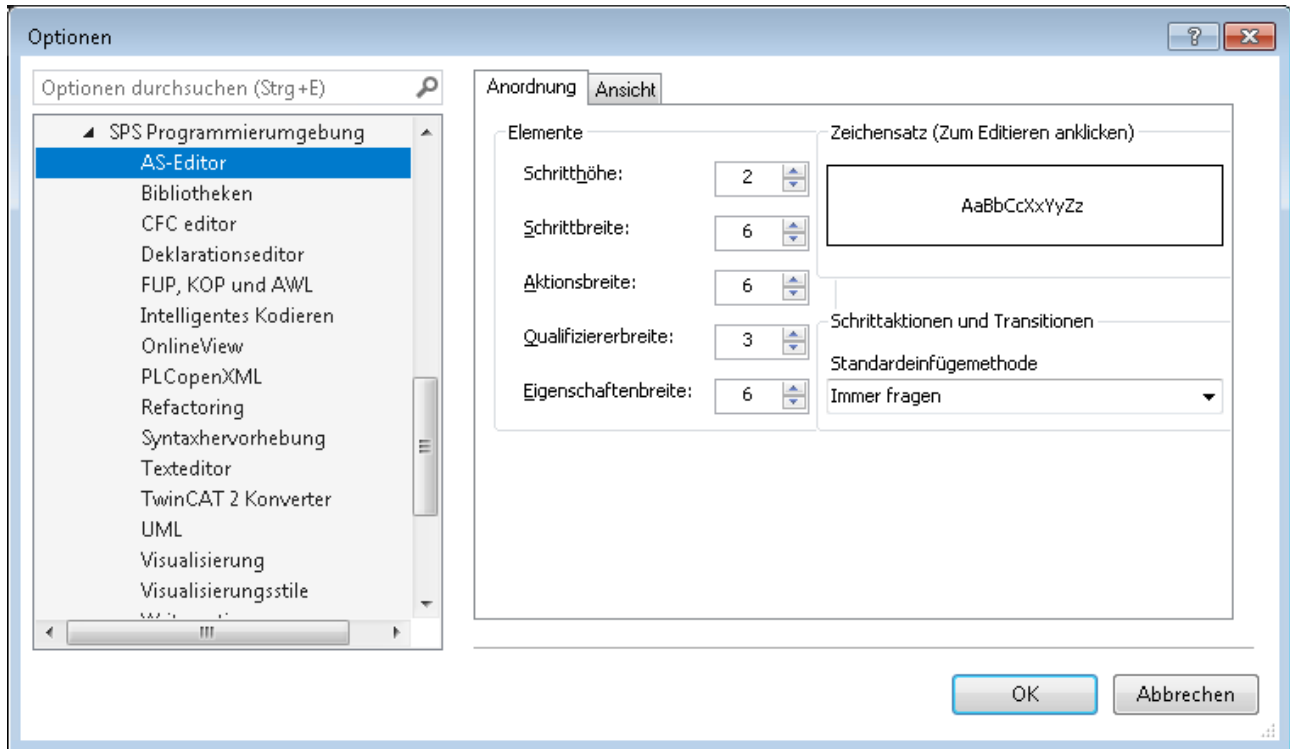 Optionen
Optionen durchsuchen (Strg+E)
SPS Programmierumgebung
AS-Editor
Bibliotheken
CFC editor
Deklarationseditor
FUP, KOP und AWL
Intelligentes Kodieren
OnlineView
PLCopenXML
Refactoring
Syntaxhervorhebung
Texteditor
TwinCAT 2 Konverter
UML
Visualisierung
Visualisierungsstile
Anordnung
Ansicht
Elemente
Schritthöhe: 2
Schrittbreite: 6
Aktionsbreite: 6
Qualifiziererbreite: 3
Eigenschaftenbreite: 6
Zeichensatz (Zum Editieren anklicken)
AaBbCcXxYyZz
Schrittaktionen und Transitionen
Standardeinfügemethode
Immer fragen
OK
Abbrechen